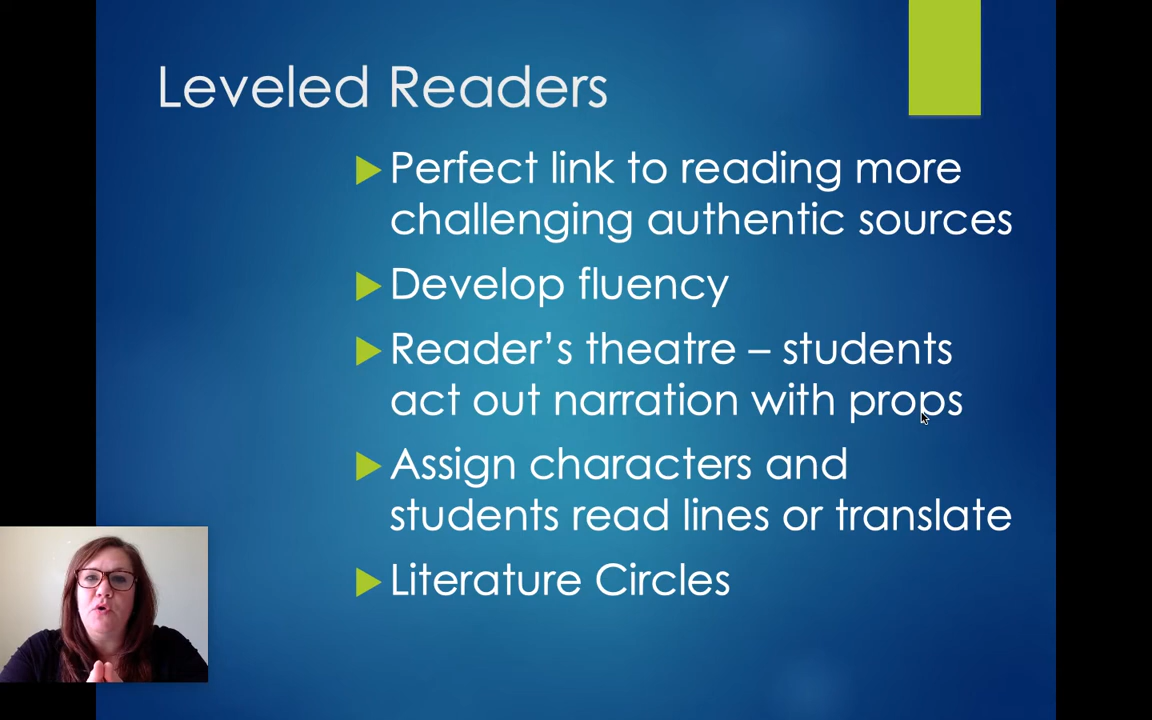 Leveled Readers
Perfect link to reading more
challenging authentic sources
Develop fluency
Reader’s theatre – students
act out narration with props
Assign characters and
students read lines or translate
Literature Circles